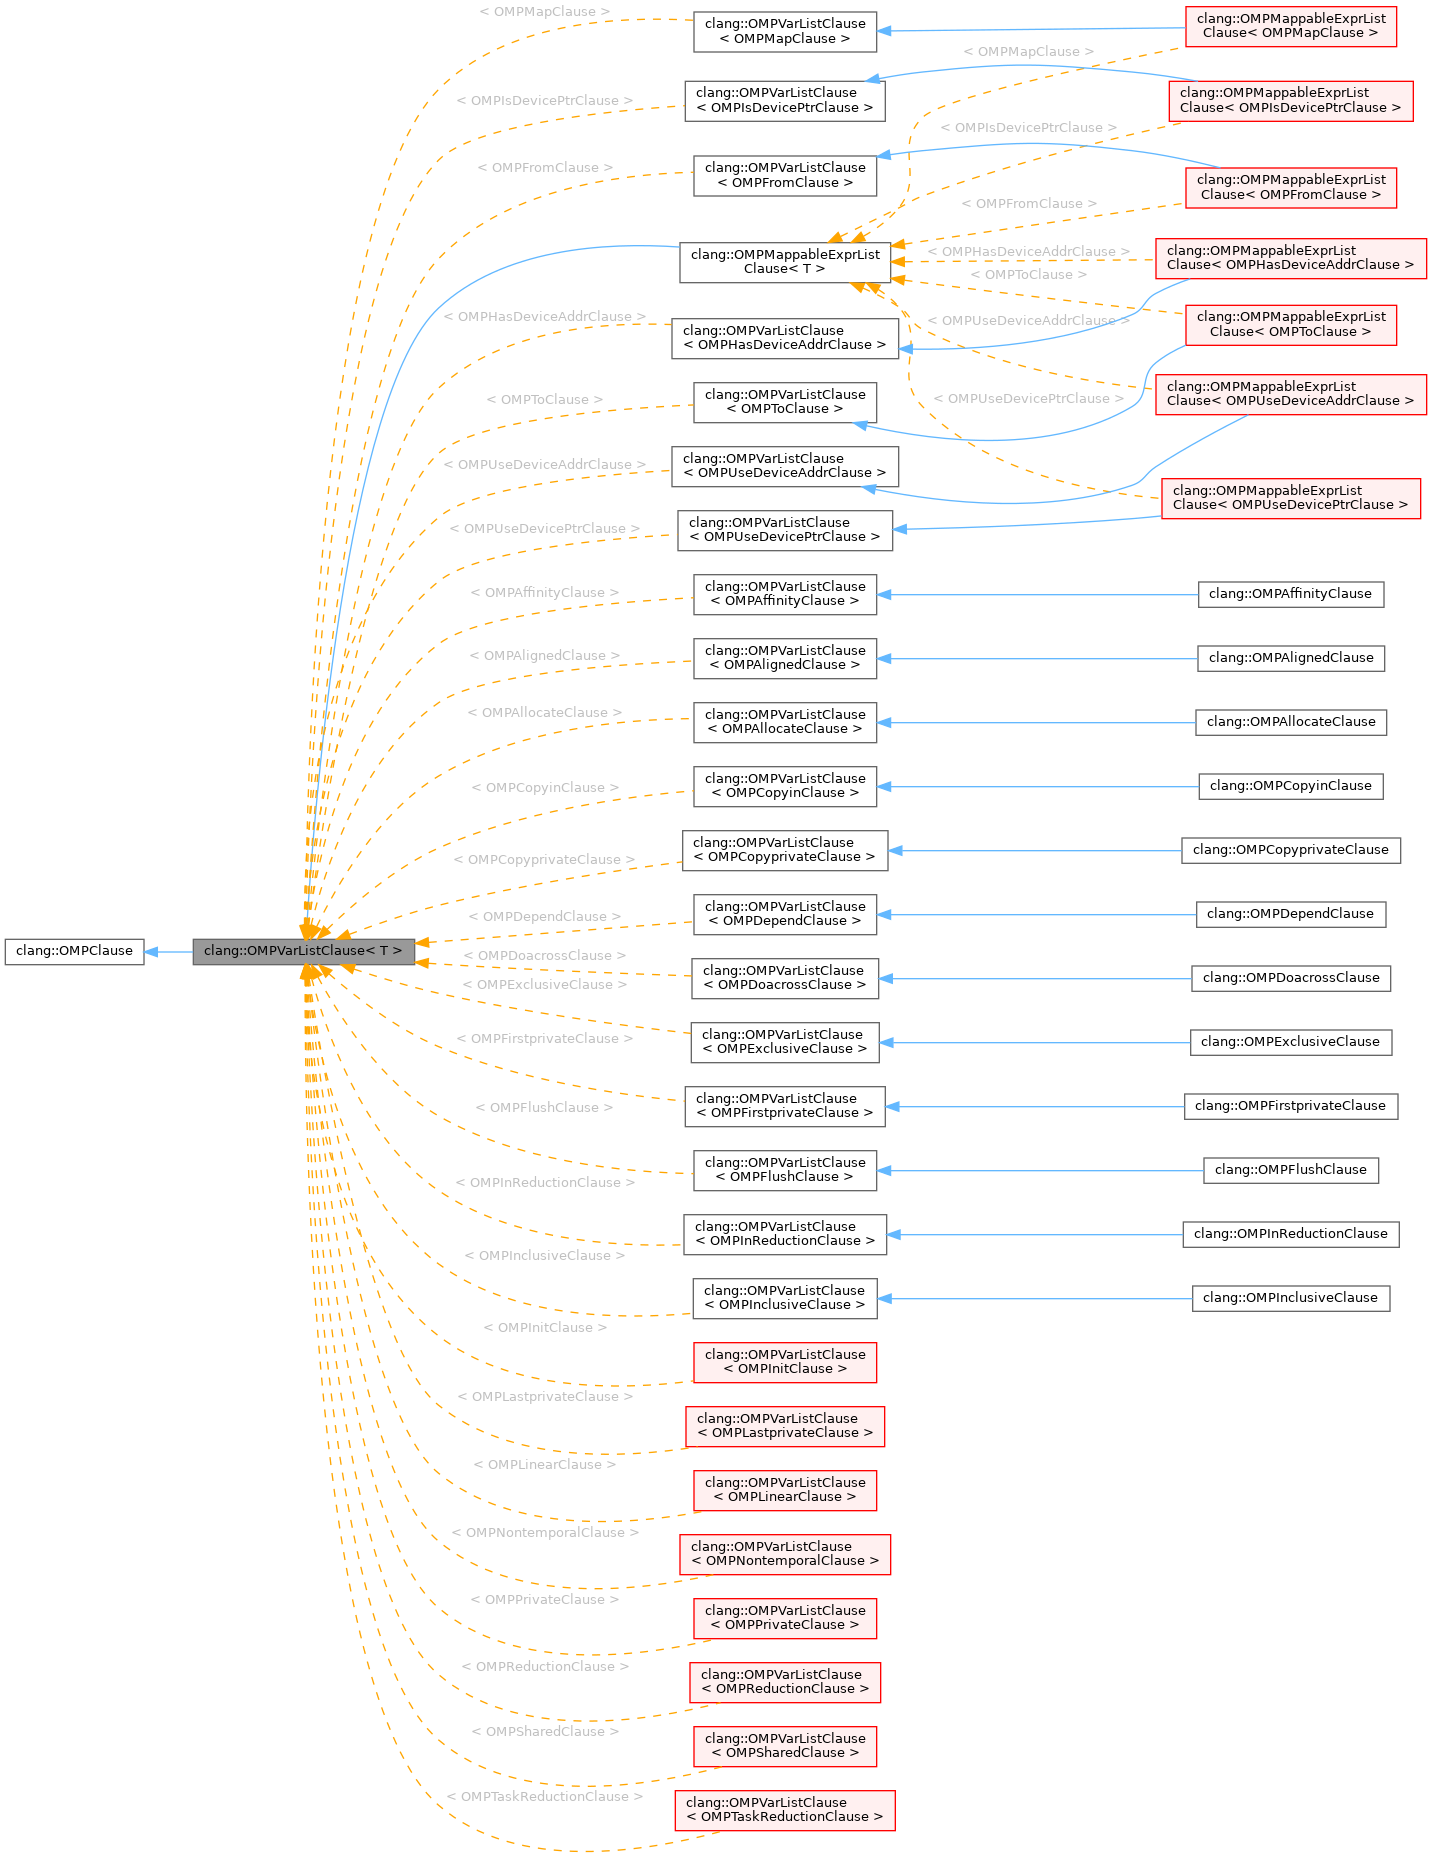 clang::OMPClause
clang::OMPVarListClause< T >
< OMPMapClause >
< OMPIsDevicePtrClause >
< OMPFromClause >
< OMPHasDeviceAddrClause >
< OMPToClause >
< OMPUseDeviceAddrClause >
< OMPUseDevicePtrClause >
< OMPAffinityClause >
< OMPAlignedClause >
< OMPAllocateClause >
< OMPCopyinClause >
< OMPCopyprivateClause >
< OMPDependClause >
< OMPDoacrossClause >
< OMPExclusiveClause >
< OMPFirstprivateClause >
< OMPFlushClause >
< OMPInReductionClause >
< OMPInclusiveClause >
< OMPInitClause >
< OMPLastprivateClause >
< OMPLinearClause >
< OMPNontemporalClause >
< OMPPrivateClause >
< OMPReductionClause >
< OMPSharedClause >
< OMPTaskReductionClause >
clang::OMPVarListClause
< OMPMapClause >
clang::OMPVarListClause
< OMPIsDevicePtrClause >
clang::OMPVarListClause
< OMPFromClause >
clang::OMPMappableExprList
Clause< T >
clang::OMPVarListClause
< OMPHasDeviceAddrClause >
clang::OMPVarListClause
< OMPToClause >
clang::OMPVarListClause
< OMPUseDeviceAddrClause >
clang::OMPVarListClause
< OMPUseDevicePtrClause >
clang::OMPVarListClause
< OMPAffinityClause >
clang::OMPVarListClause
< OMPAlignedClause >
clang::OMPVarListClause
< OMPAllocateClause >
clang::OMPVarListClause
< OMPCopyinClause >
clang::OMPVarListClause
< OMPCopyprivateClause >
clang::OMPVarListClause
< OMPDependClause >
clang::OMPVarListClause
< OMPDoacrossClause >
clang::OMPVarListClause
< OMPExclusiveClause >
clang::OMPVarListClause
< OMPFirstprivateClause >
clang::OMPVarListClause
< OMPFlushClause >
clang::OMPVarListClause
< OMPInReductionClause >
clang::OMPVarListClause
< OMPInclusiveClause >
clang::OMPVarListClause
< OMPInitClause >
clang::OMPVarListClause
< OMPLastprivateClause >
clang::OMPVarListClause
< OMPLinearClause >
clang::OMPVarListClause
< OMPNontemporalClause >
clang::OMPVarListClause
< OMPPrivateClause >
clang::OMPVarListClause
< OMPReductionClause >
clang::OMPVarListClause
< OMPSharedClause >
clang::OMPVarListClause
< OMPTaskReductionClause >
< OMPMapClause >
< OMPIsDevicePtrClause >
< OMPFromClause >
< OMPHasDeviceAddrClause >
< OMPToClause >
< OMPUseDeviceAddrClause >
< OMPUseDevicePtrClause >
clang::OMPMappableExprList
Clause< OMPMapClause >
clang::OMPMappableExprList
Clause< OMPIsDevicePtrClause >
clang::OMPMappableExprList
Clause< OMPFromClause >
clang::OMPMappableExprList
Clause< OMPHasDeviceAddrClause >
clang::OMPMappableExprList
Clause< OMPToClause >
clang::OMPMappableExprList
Clause< OMPUseDeviceAddrClause >
clang::OMPMappableExprList
Clause< OMPUseDevicePtrClause >
clang::OMPAffinityClause
clang::OMPAlignedClause
clang::OMPAllocateClause
clang::OMPCopyinClause
clang::OMPCopyprivateClause
clang::OMPDependClause
clang::OMPDoacrossClause
clang::OMPExclusiveClause
clang::OMPFirstprivateClause
clang::OMPFlushClause
clang::OMPInReductionClause
clang::OMPInclusiveClause